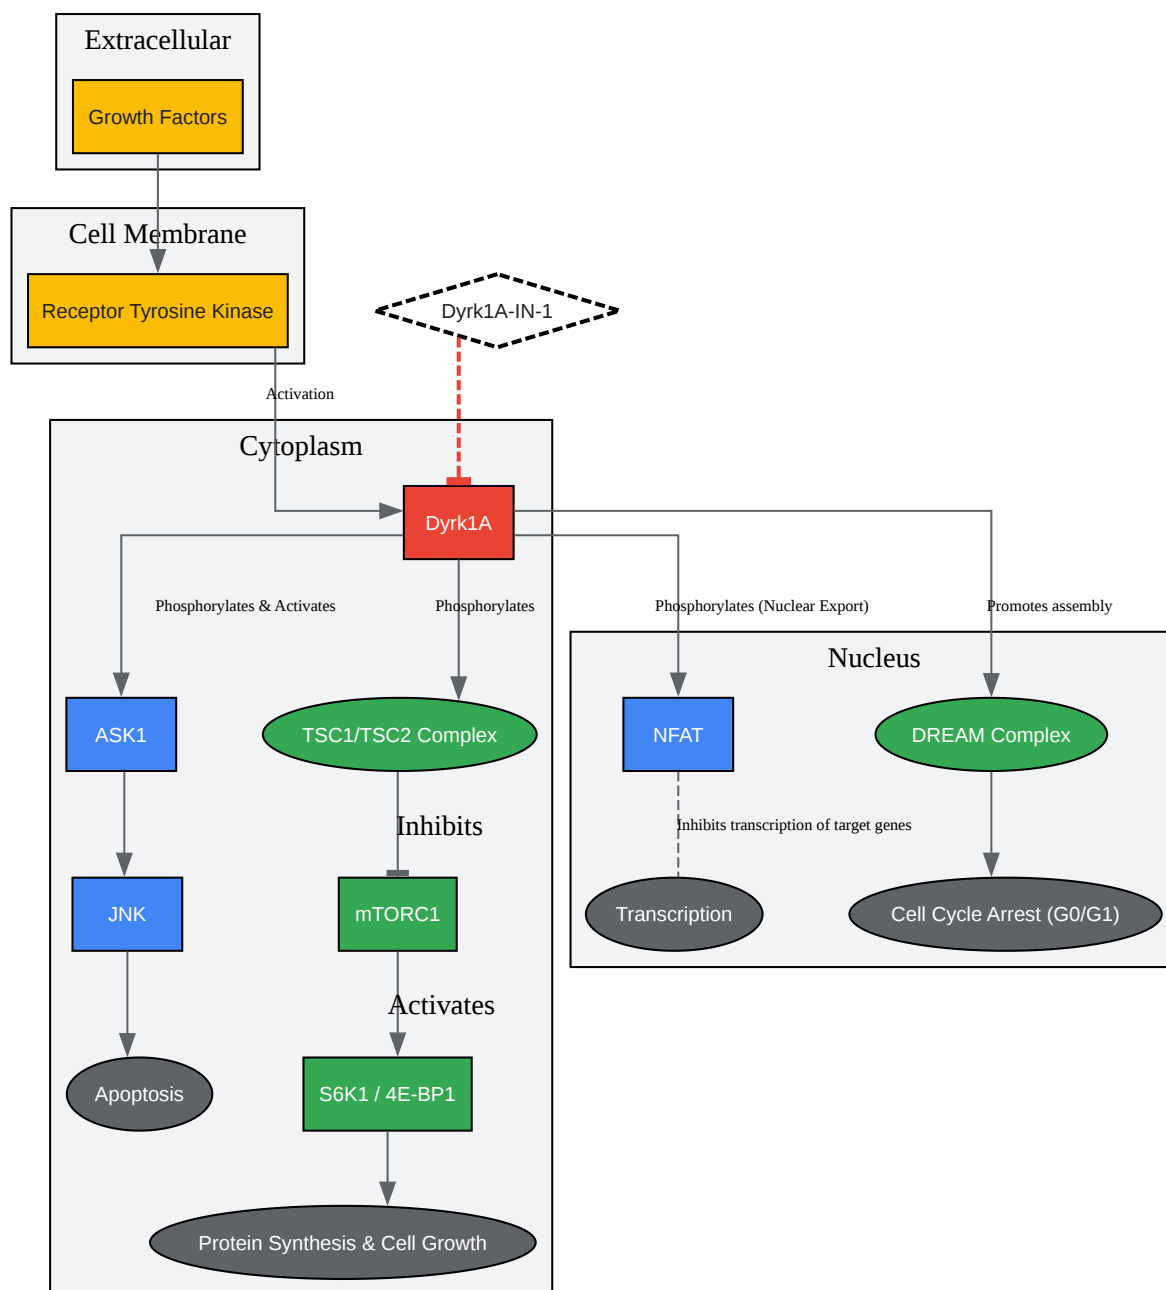 Extracellular
Growth Factors
Cell Membrane
Receptor Tyrosine Kinase
Dyrk1A-IN-1
Activation
Cytoplasm
Dyrk1A
Phosphorylates & Activates
Phosphorylates
Phosphorylates (Nuclear Export)
Promotes assembly
Nucleus
ASK1
TSC1/TSC2 Complex
NFAT
DREAM Complex
Inhibits
Inhibits transcription of target genes
JNK
mTORC1
Transcription
Cell Cycle Arrest (G0/G1)
Activates
Apoptosis
S6K1 / 4E-BP1
Protein Synthesis & Cell Growth